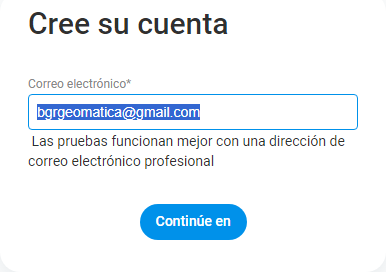 Cree su cuenta
Correo electrónico*
bgrgeomatica@gmail.com
Las pruebas funcionan mejor con una dirección de
correo electrónico profesional
Continúe en